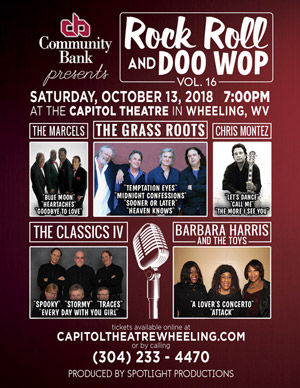 Community
Bank
presents
Rock Roll
AND DOO WOP
VOL. 16
SATURDAY, OCTOBER 13, 2018 7:00PM
AT THE CAPITOL THEATRE IN WHEELING, WV
THE MARCELS
"BLUE MOON"
"HEARTACHES"
"GOODBYE TO LOVE"
THE GRASS ROOTS
"TEMPTATION EYES"
"MIDNIGHT CONFESSIONS"
"SOONER OR LATER"
"HEAVEN KNOWS"
CHRIS MONTEZ
"LET'S DANCE"
"CALL ME"
"THE MORE I SEE YOU"
THE CLASSICS IV
"SPOOKY" "STORMY" "TRACES"
"EVERY DAY WITH YOU GIRL"
BARBARA HARRIS
AND THE TOYS
"A LOVER'S CONCERTO"
"ATTACK"
tickets available online at
CAPITOLTHEATREWHEELING.COM
or by calling
(304) 233 - 4470
PRODUCED BY SPOTLIGHT PRODUCTIONS